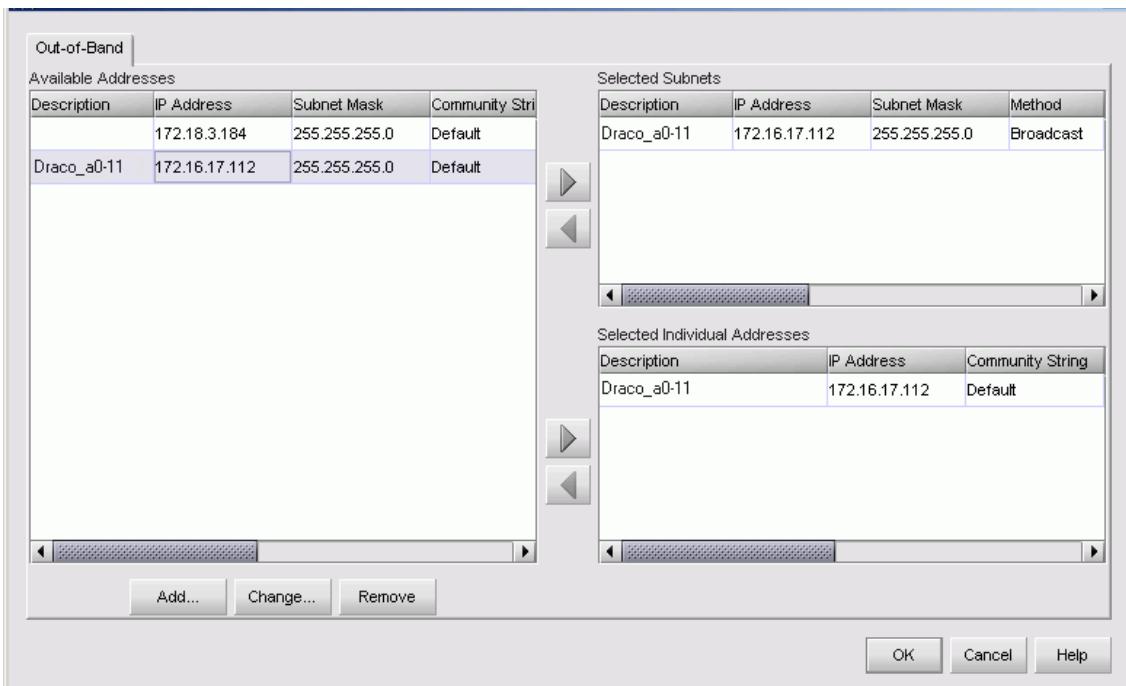 Out-of-Band
Available Addresses
Description IP Address Subnet Mask Community Stri
172.18.3.184 255.255.255.0 Default
Draco_a0-11 172.16.17.112 255.255.255.0 Default
Selected Subnets
Description IP Address Subnet Mask Method
Draco_a0-11 172.16.17.112 255.255.255.0 Broadcast
Selected Individual Addresses
Description IP Address Community String
Draco_a0-11 172.16.17.112 Default
Add... Change... Remove
OK Cancel Help